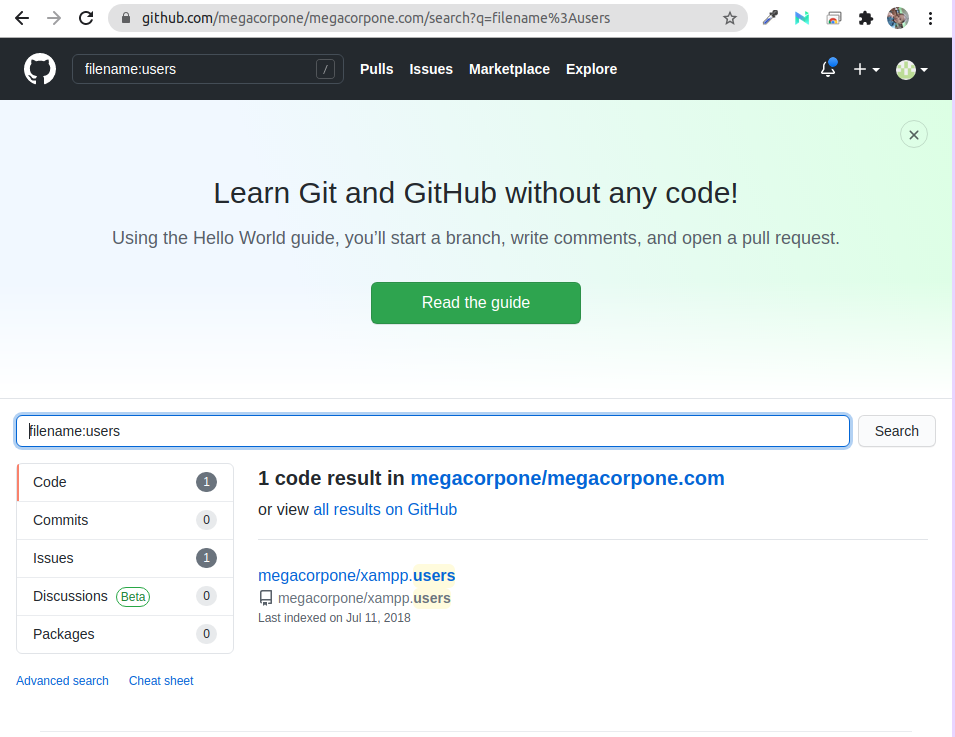 github.com/megacorpone/megacorpone.com/search?q=filename%3Ausers
filename:users / Pulls Issues Marketplace Explore
Learn Git and GitHub without any code!
Using the Hello World guide, you’ll start a branch, write comments, and open a pull request.
Read the guide
filename:users Search
Code 1
Commits 0
Issues 1
Discussions Beta 0
Packages 0
Advanced search Cheat sheet
1 code result in megacorpone/megacorpone.com
or view all results on GitHub
megacorpone/xampp.users
megacorpone/xampp.users
Last indexed on Jul 11, 2018